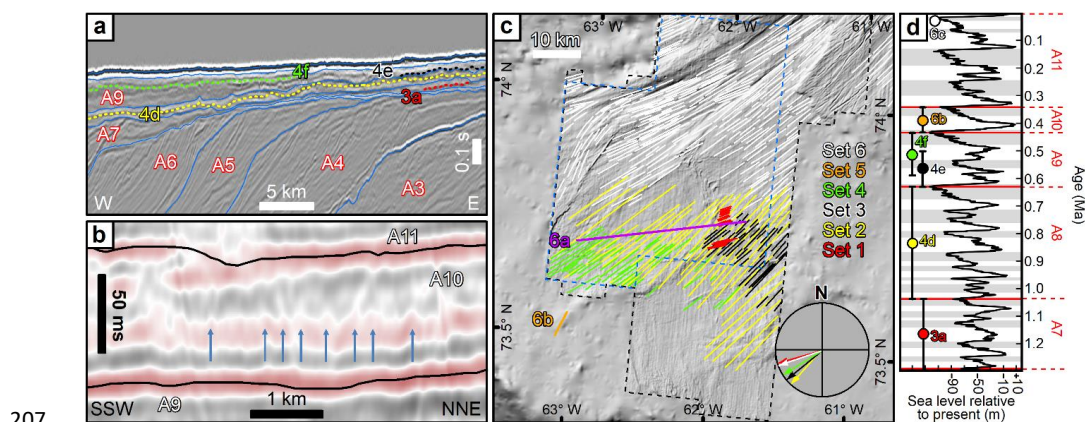 a
4f
4e
A9
3a
4d
A7
A6
A5
A4
A3
0.1 s
5 km
W
E
b
A11
A10
50 ms
A9
1 km
SSW
NNE
207
c
63° W
62° W
61° W
10 km
74° N
74° N
Set 6
Set 5
Set 4
Set 3
Set 2
Set 1
6a
6b
N
73.5° N
73.5° N
63° W
62° W
61° W
d
6c
0.1
A11
0.2
0.3
6b
0.4
A10
4f
0.5
A9
4e
0.6
Age (Ma)
0.7
4d
0.8
A8
0.9
1.0
3a
1.1
A7
1.2
-90
-50
-10
+10
Sea level relative
to present (m)